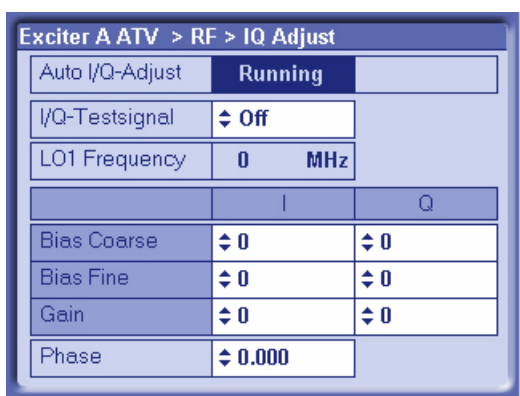 Exciter A ATV > RF > IQ Adjust
Auto I/Q-Adjust Running
I/Q-Testsignal Off
LO1 Frequency 0 MHz
I Q
Bias Coarse 0 0
Bias Fine 0 0
Gain 0 0
Phase 0.000